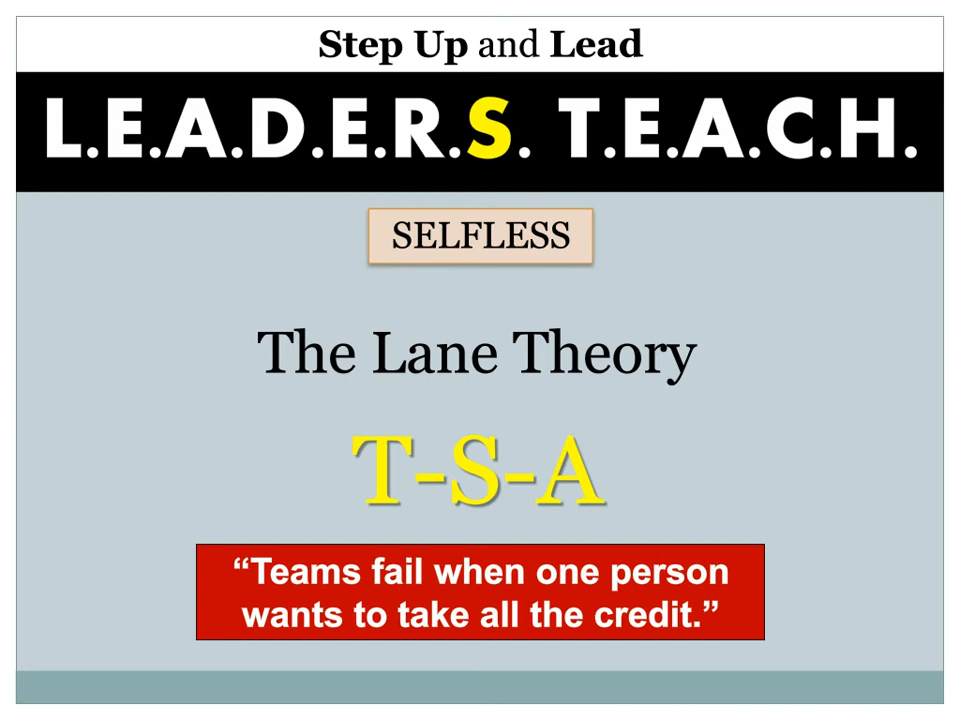 Step Up and Lead
L.E.A.D.E.R.S. T.E.A.C.H.
SELFLESS
The Lane Theory
T-S-A
“Teams fail when one person
wants to take all the credit.”